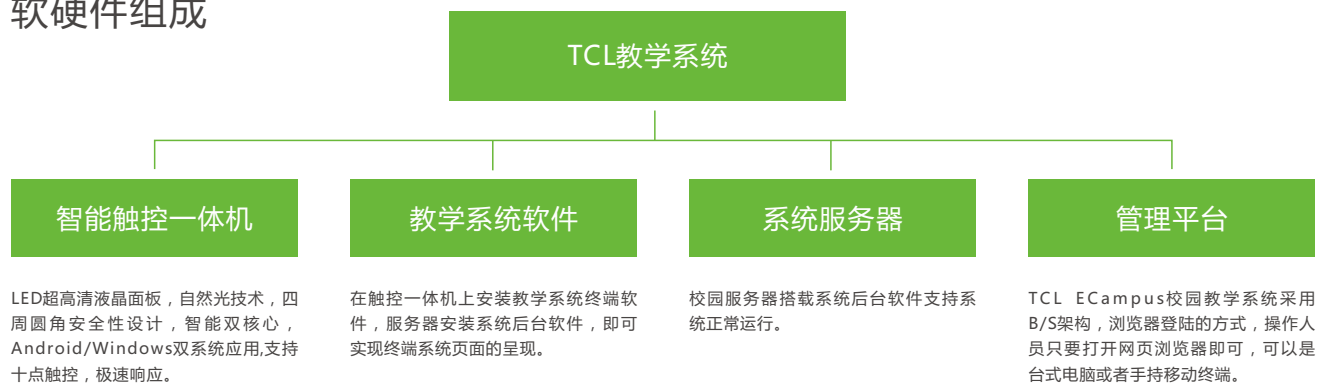 软硬件组成
TCL教学系统
智能触控一体机
教学系统软件
系统服务器
管理平台
LED超高清液晶面板，自然光技术，四
周圆角安全性设计，智能双核心，
Android/Windows双系统应用,支持
十点触控，极速响应。
在触控一体机上安装教学系统终端软
件，服务器安装系统后台软件，即可
实现终端系统页面的呈现。
校园服务器搭载系统后台软件支持系
统正常运行。
TCL ECampus校园教学系统采用
B/S架构，浏览器登陆的方式，操作人
员只要打开网页浏览器即可，可以是
台式电脑或者手持移动终端。